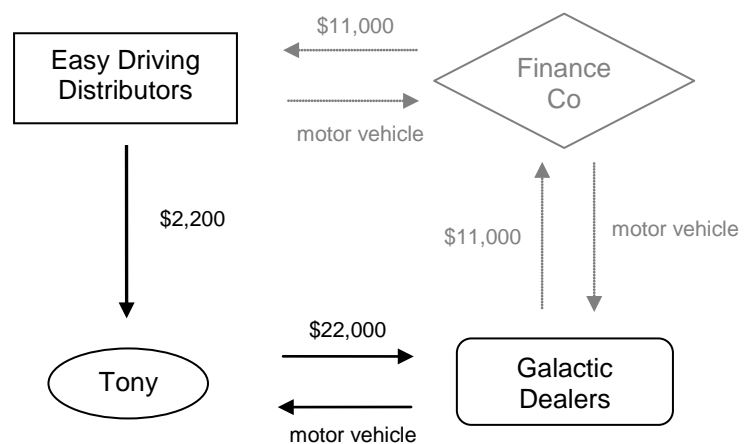 $11,000
Easy Driving
Distributors
Finance
Co
motor vehicle
$2,200
$11,000
motor vehicle
$22,000
Tony
Galactic
Dealers
motor vehicle